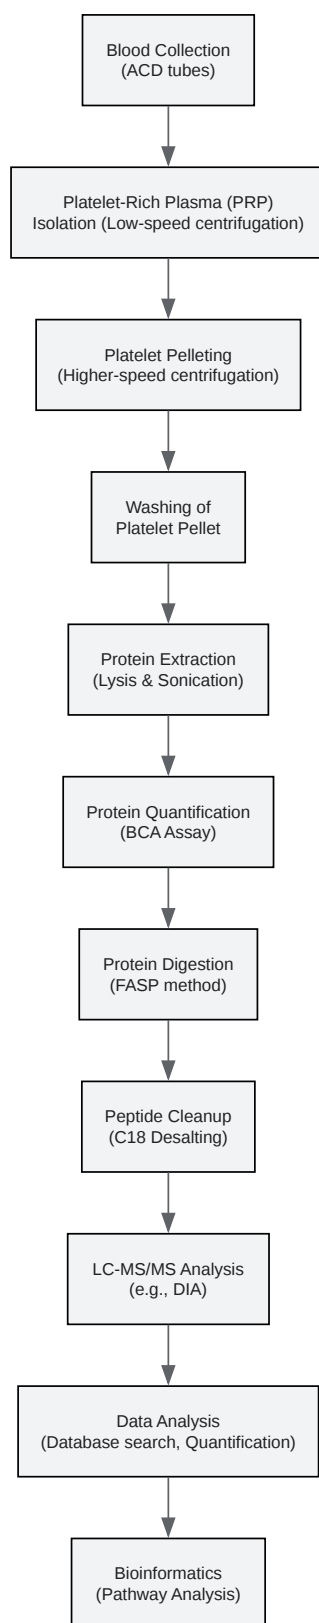 Blood Collection
(ACD tubes)
Platelet-Rich Plasma (PRP)
Isolation (Low-speed centrifugation)
Platelet Pelleting
(Higher-speed centrifugation)
Washing of
Platelet Pellet
Protein Extraction
(Lysis & Sonication)
Protein Quantification
(BCA Assay)
Protein Digestion
(FASP method)
Peptide Cleanup
(C18 Desalting)
LC-MS/MS Analysis
(e.g., DIA)
Data Analysis
(Database search, Quantification)
Bioinformatics
(Pathway Analysis)